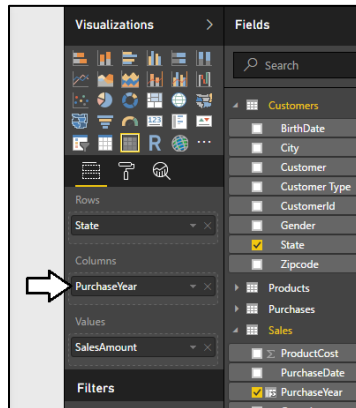 Visualizations
Fields
Search
Customers
BirthDate
City
Customer
Customer Type
CustomerId
Gender
State
Zipcode
Products
Purchases
Sales
ProductCost
PurchaseDate
PurchaseYear
R
123
Rows
State
Columns
PurchaseYear
Values
SalesAmount
Filters